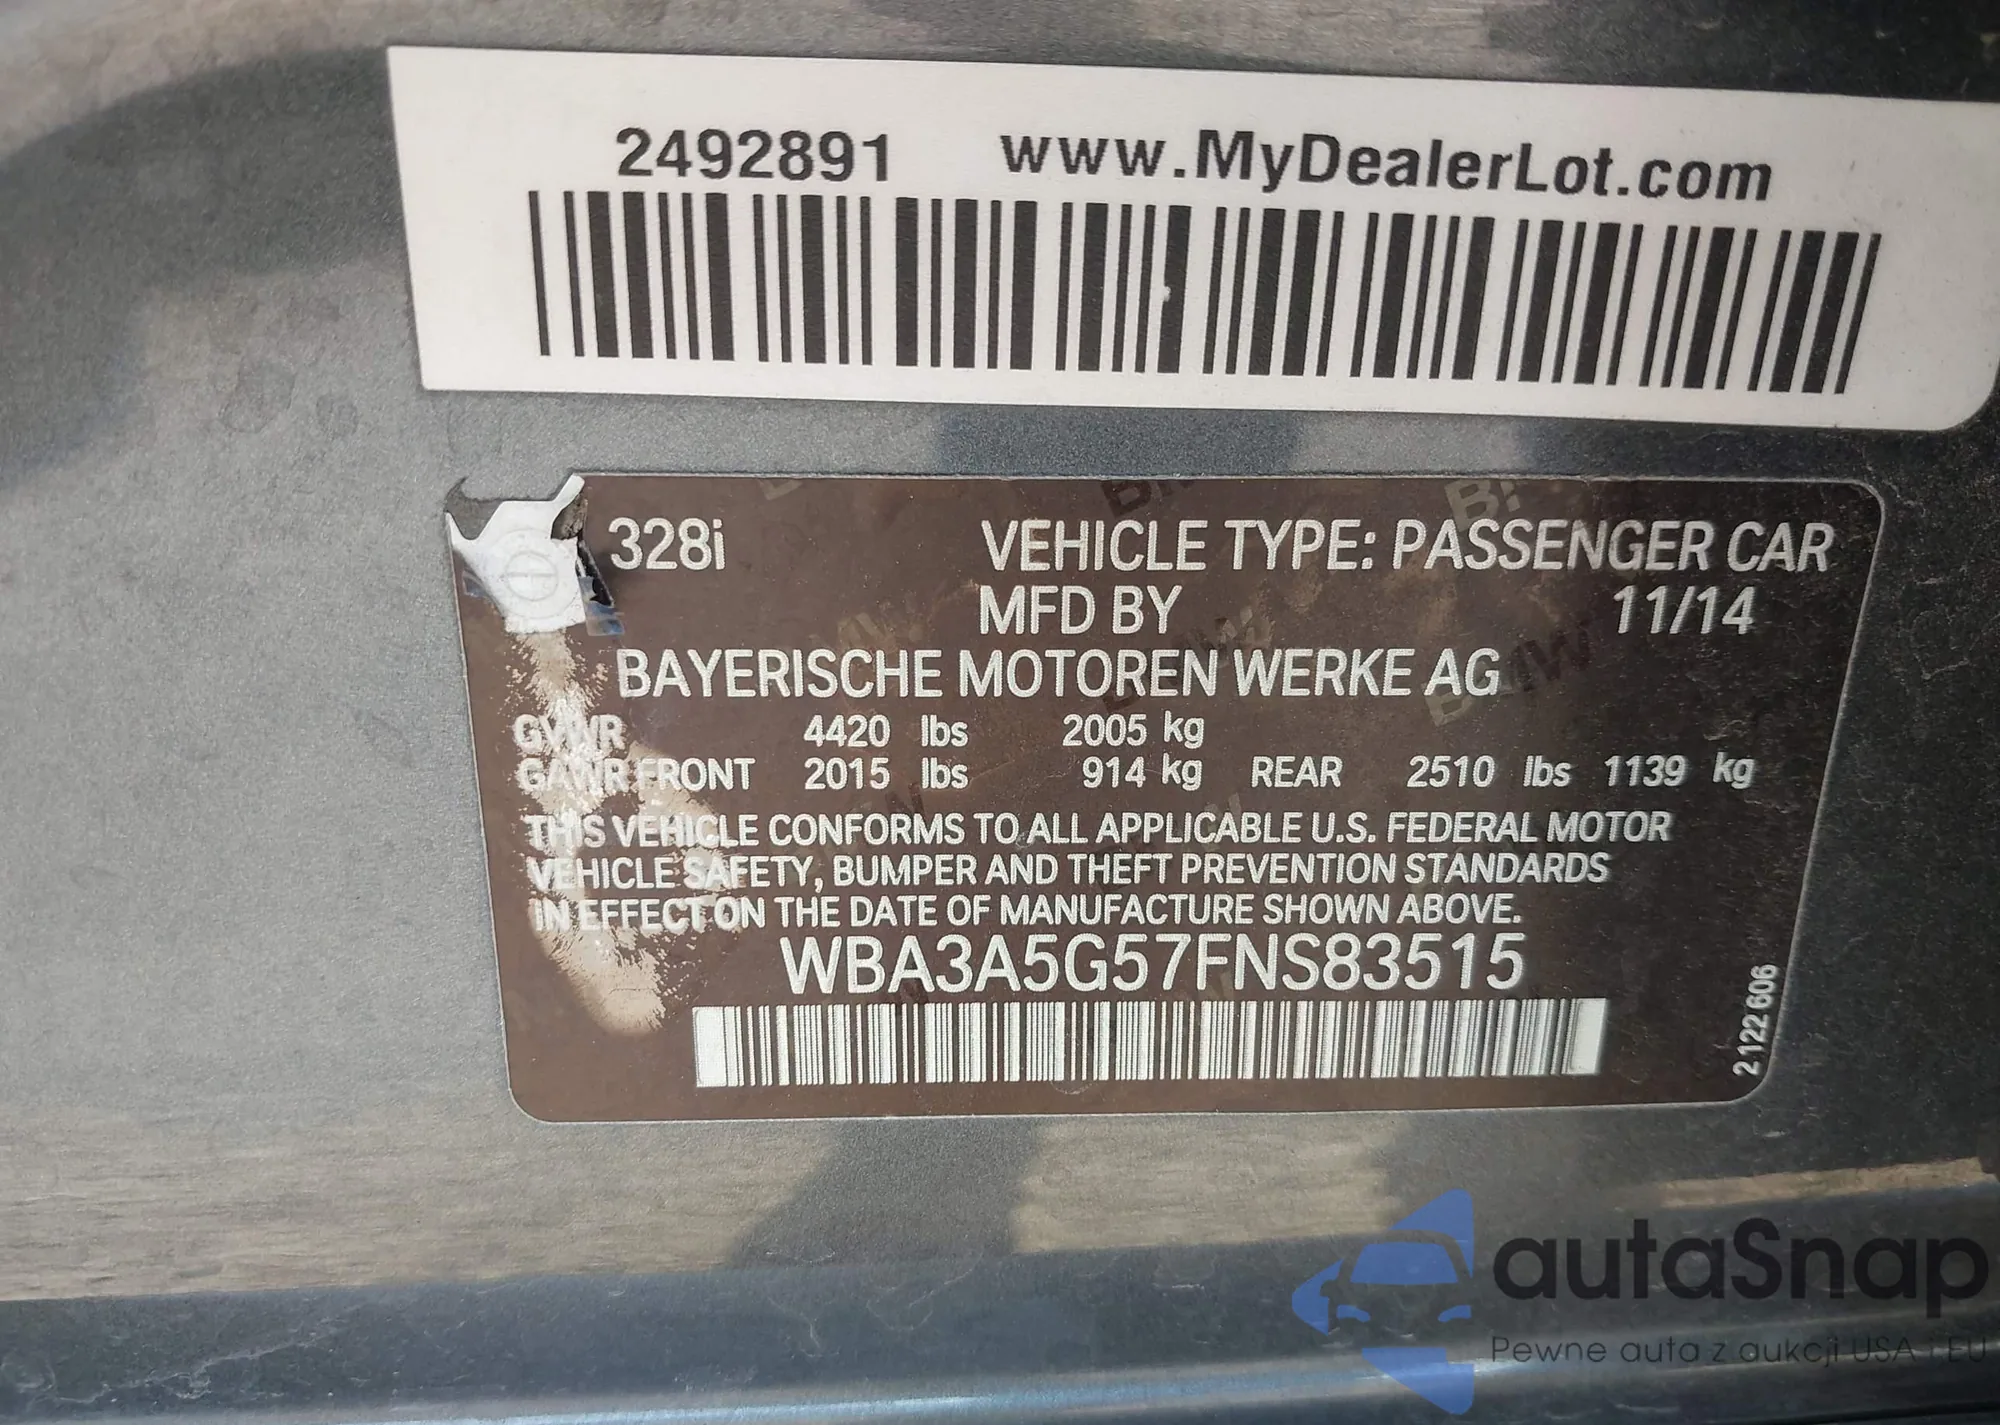 2492891 www.MyDealerLot.com
328i VEHICLE TYPE: PASSENGER CAR
MFD BY 11/14
BAYERISCHE MOTOREN WERKE AG
GVWR 4420 lbs 2005 kg
GAWR FRONT 2015 lbs 914 kg REAR 2510 lbs 1139 kg
THIS VEHICLE CONFORMS TO ALL APPLICABLE U.S. FEDERAL MOTOR
VEHICLE SAFETY, BUMPER AND THEFT PREVENTION STANDARDS
IN EFFECT ON THE DATE OF MANUFACTURE SHOWN ABOVE.
WBA3A5G57FNS83515
2 122 606
autaSnap
Pewne auta z aukcji USA i EU